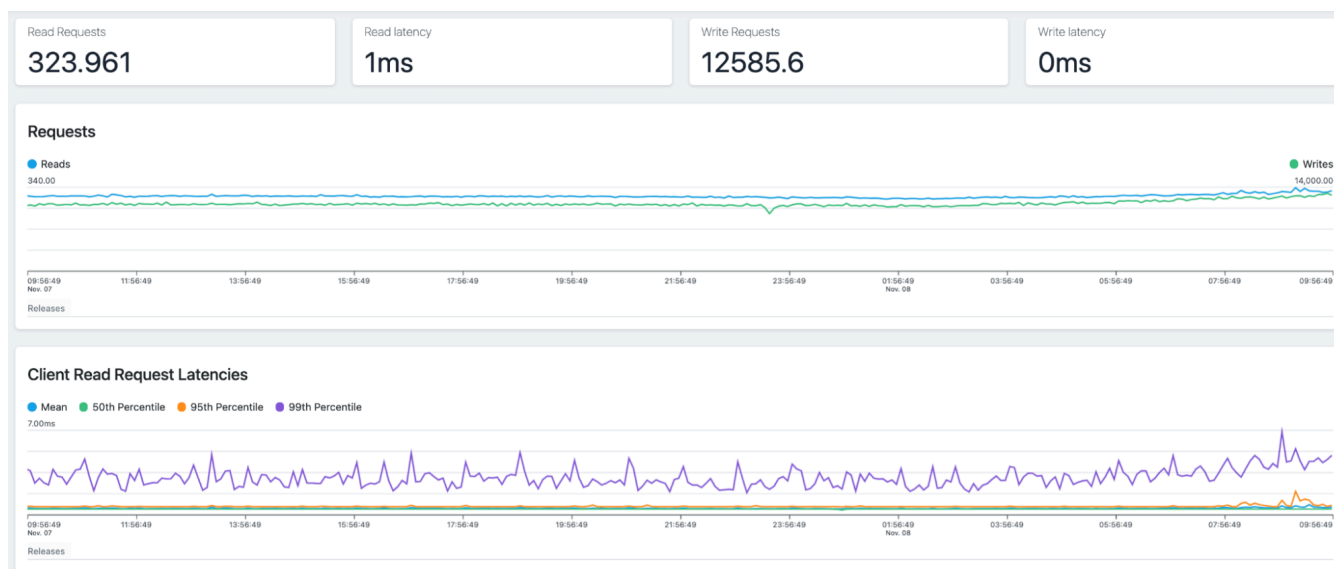 Read Requests
323.961
Read latency
1ms
Write Requests
12585.6
Write latency
0ms
Requests
Reads
Writes
340.00
14,000.00
09:56:49 11:56:49 13:56:49 15:56:49 17:56:49 19:56:49 21:56:49 23:56:49 01:56:49 03:56:49 05:56:49 07:56:49 09:56:49
Nov. 07 Nov. 08
Releases
Client Read Request Latencies
Mean 50th Percentile 95th Percentile 99th Percentile
7.00ms
09:56:49 11:56:49 13:56:49 15:56:49 17:56:49 19:56:49 21:56:49 23:56:49 01:56:49 03:56:49 05:56:49 07:56:49 09:56:49
Nov. 07 Nov. 08
Releases